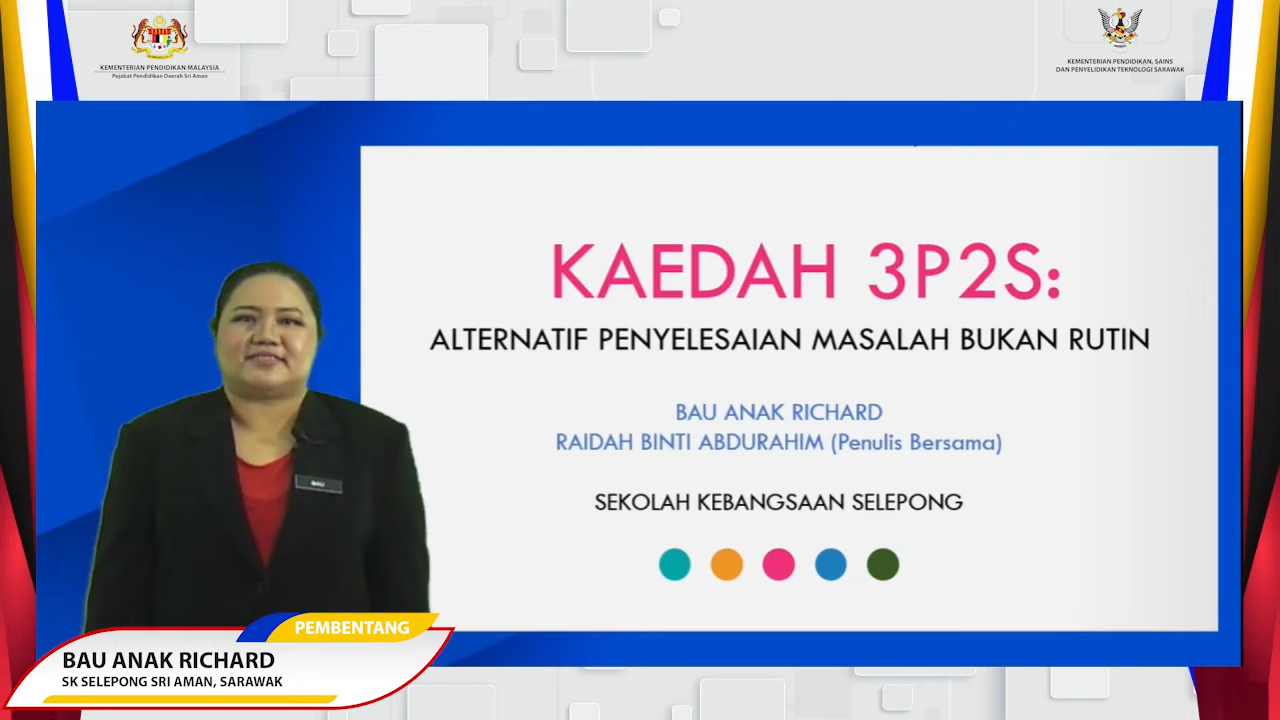 KEMENTERIAN PENDIDIKAN MALAYSIA
Pejabat Pendidikan Daerah Sri Aman
KEMENTERIAN PENDIDIKAN, SAINS
DAN PENYELIDIKAN TEKNOLOGI SARAWAK
KAEDAH 3P2S:
ALTERNATIF PENYELESAIAN MASALAH BUKAN RUTIN
BAU ANAK RICHARD
RAIDAH BINTI ABDURAHIM (Penulis Bersama)
SEKOLAH KEBANGSAAN SELEPONG
BAU
PEMBENTANG
BAU ANAK RICHARD
SK SELEPONG SRI AMAN, SARAWAK